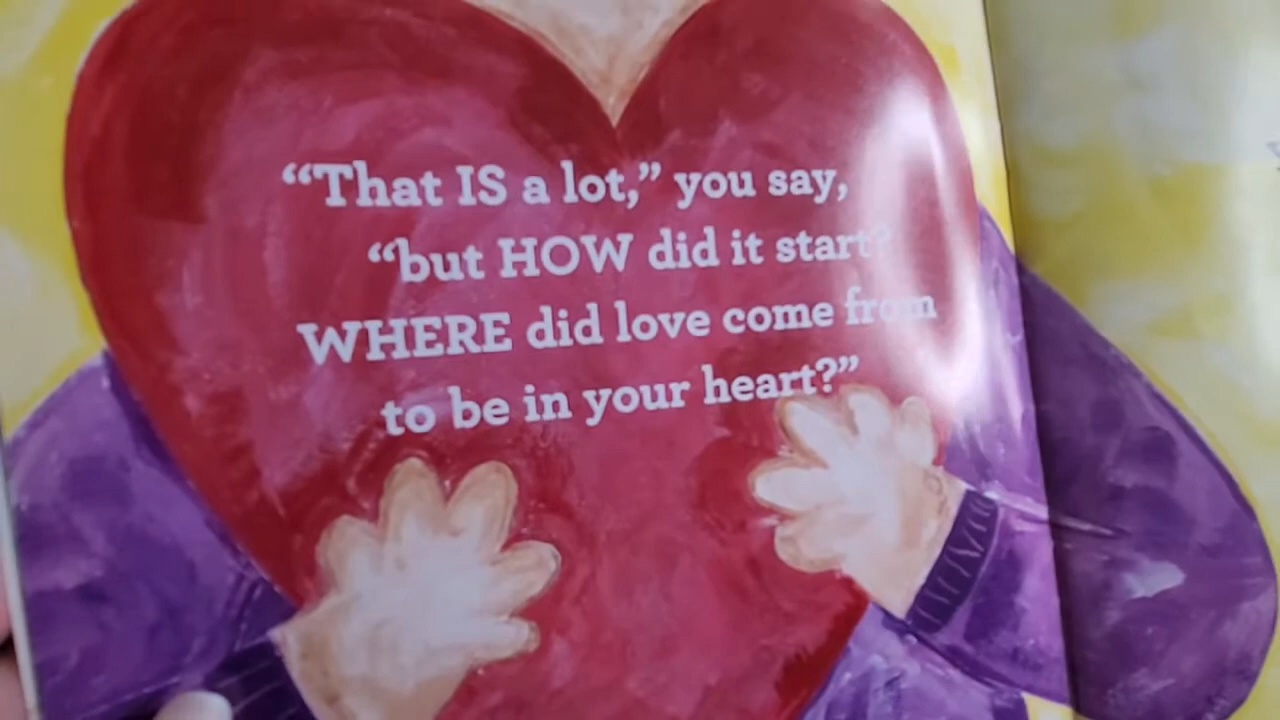 “That IS a lot,” you say,
“but HOW did it start?
WHERE did love come from
to be in your heart?”